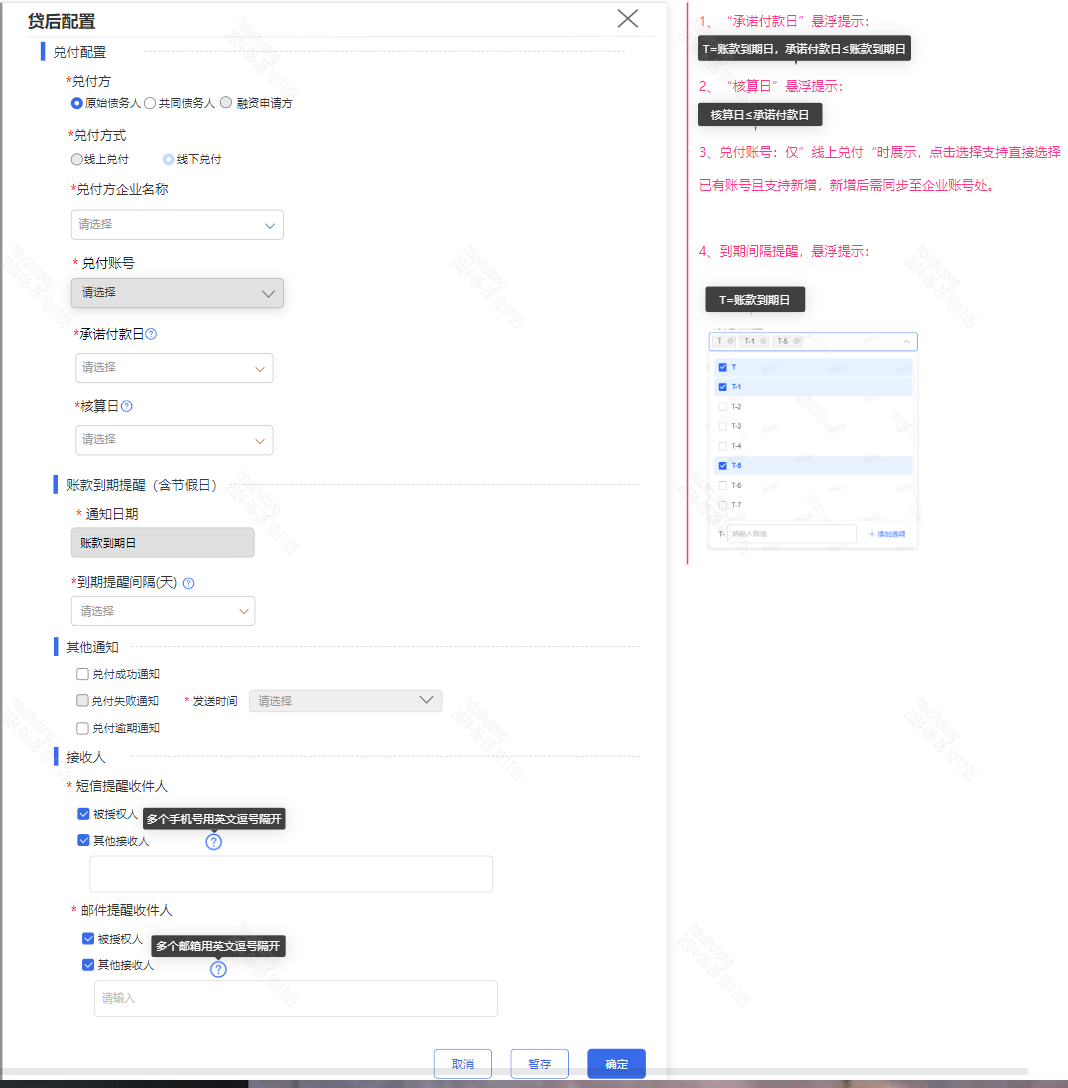 贷后配置
兑付配置
*兑付方
原始债务人 共同债务人 融资申请方
*兑付方式
线上兑付 线下兑付
*兑付方企业名称
请选择
* 兑付账号
请选择
*承诺付款日?
请选择
*核算日?
请选择
账款到期提醒（含节假日）
* 通知日期
账款到期日
*到期提醒间隔(天) ?
请选择
其他通知
兑付成功通知
兑付失败通知 * 发送时间 请选择
兑付逾期通知
接收人
* 短信提醒收件人
被授权人 多个手机号用英文逗号隔开
其他接收人 ?
* 邮件提醒收件人
被授权人 多个邮箱用英文逗号隔开
其他接收人 ?
请输入
取消 暂存 确定
1、“承诺付款日”悬浮提示：
T=账款到期日，承诺付款日≤账款到期日
2、“核算日”悬浮提示：
核算日≤承诺付款日
3、兑付账号：仅”线上兑付“时展示，点击选择支持直接选择
已有账号且支持新增，新增后需同步至企业账号处。
4、到期间隔提醒，悬浮提示：
T=账款到期日
T T-1 T-5
T
T-1
T-2
T-3
T-4
T-5
T-6
T-7
T- 请输入数值 + 添加选项
houshutong
2024-06-26 10:17:05